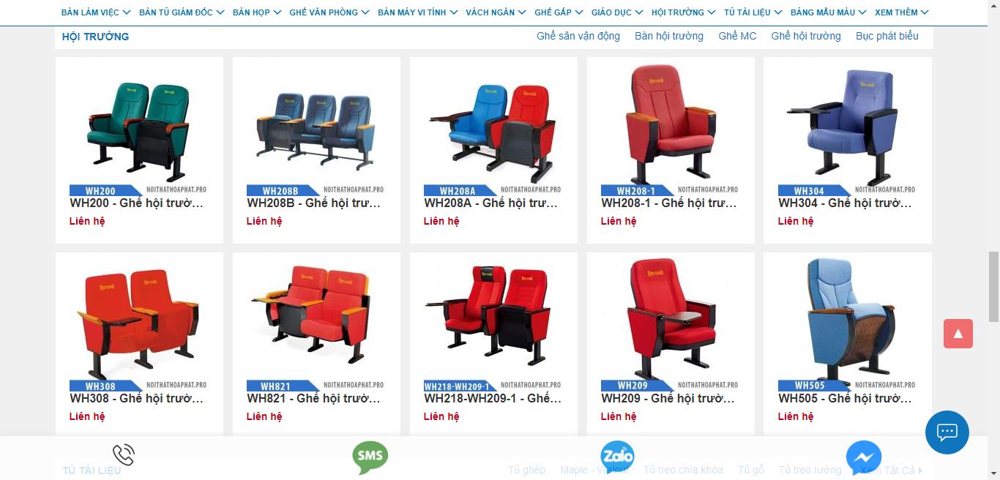 BÀN LÀM VIỆC BÀN TỦ GIÁM ĐỐC BÀN HỌP GHẾ VĂN PHÒNG BÀN MÁY VI TÍNH VÁCH NGĂN GHẾ GẤP GIÁO DỤC HỘI TRƯỜNG TỦ TÀI LIỆU BẢNG MẪU MÀU XEM THÊM
HỘI TRƯỜNG Ghế sân vận động Bàn hội trường Ghế MC Ghế hội trường Bục phát biểu
WH200 NOITHATHOAPHAT.PRO WH208B NOITHATHOAPHAT.PRO WH208A NOITHATHOAPHAT.PRO WH208-1 NOITHATHOAPHAT.PRO WH304 NOITHATHOAPHAT.PRO
WH200 - Ghế hội trườ... WH208B - Ghế hội trư... WH208A - Ghế hội trư... WH208-1 - Ghế hội trư... WH304 - Ghế hội trườ...
Liên hệ Liên hệ Liên hệ Liên hệ Liên hệ
WH308 NOITHATHOAPHAT.PRO WH821 NOITHATHOAPHAT.PRO WH218-WH209-1 NOITHATHOAPHAT.PRO WH209 NOITHATHOAPHAT.PRO WH505 NOITHATHOAPHAT.PRO
WH308 - Ghế hội trườ... WH821 - Ghế hội trườ... WH218-WH209-1 - Ghế... WH209 - Ghế hội trườ... WH505 - Ghế hội trườ...
Liên hệ Liên hệ Liên hệ Liên hệ Liên hệ
SMS Zalo
TỦ TÀI LIỆU Tủ ghép Maple - Walnut Tủ treo chìa khóa Tủ gỗ Tủ treo tường Xem Tất Cả